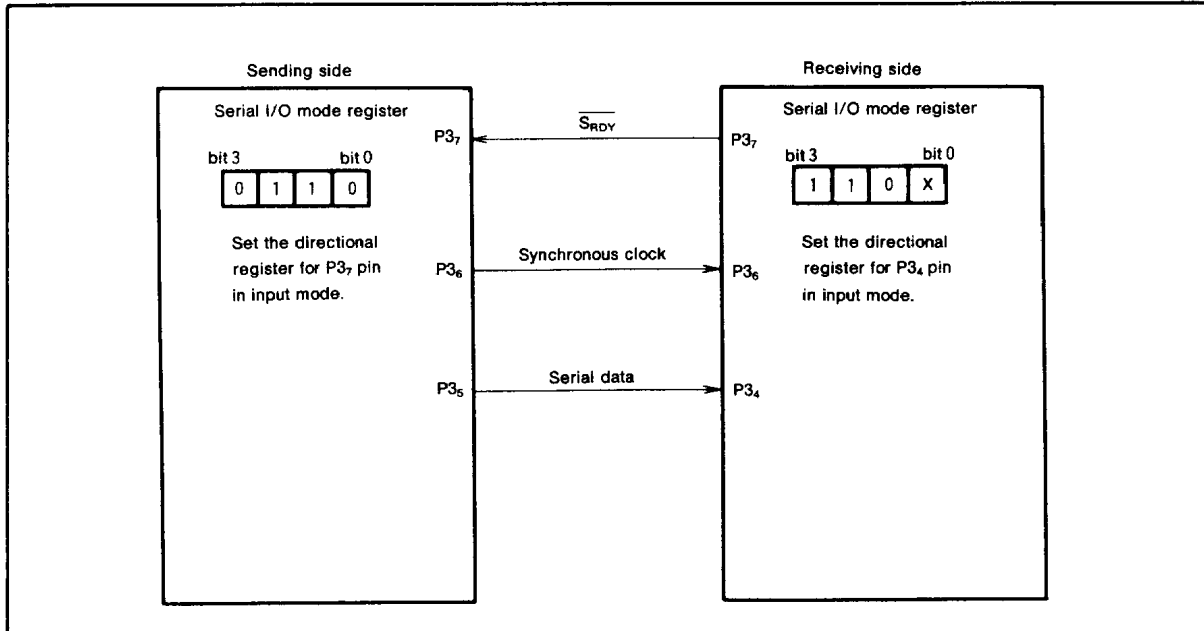 Sending side
Serial I/O mode register
bit 3 bit 0
0 1 1 0
Set the directional
register for P3₇ pin
in input mode.
P3₇
P3₆
P3₅
S̅R̅D̅Y̅
Synchronous clock
Serial data
Receiving side
Serial I/O mode register
P3₇
bit 3 bit 0
1 1 0 X
Set the directional
register for P3₄ pin
in input mode.
P3₆
P3₄